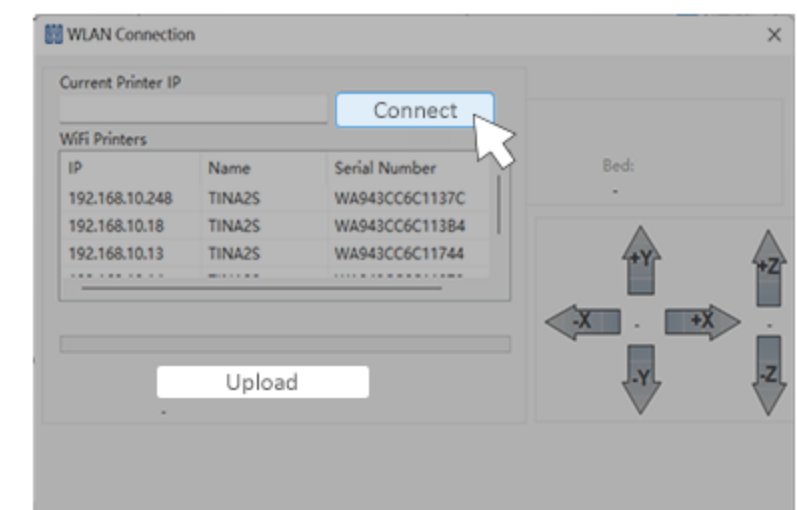 WLAN Connection
Current Printer IP
Connect
WiFi Printers
IP Name Serial Number
192.168.10.248 TINA2S WA943CC6C1137C
192.168.10.18 TINA2S WA943CC6C113B4
192.168.10.13 TINA2S WA943CC6C11744
Bed:
-
+Y
+Z
-X - +X -
-Y
-Z
Upload
-